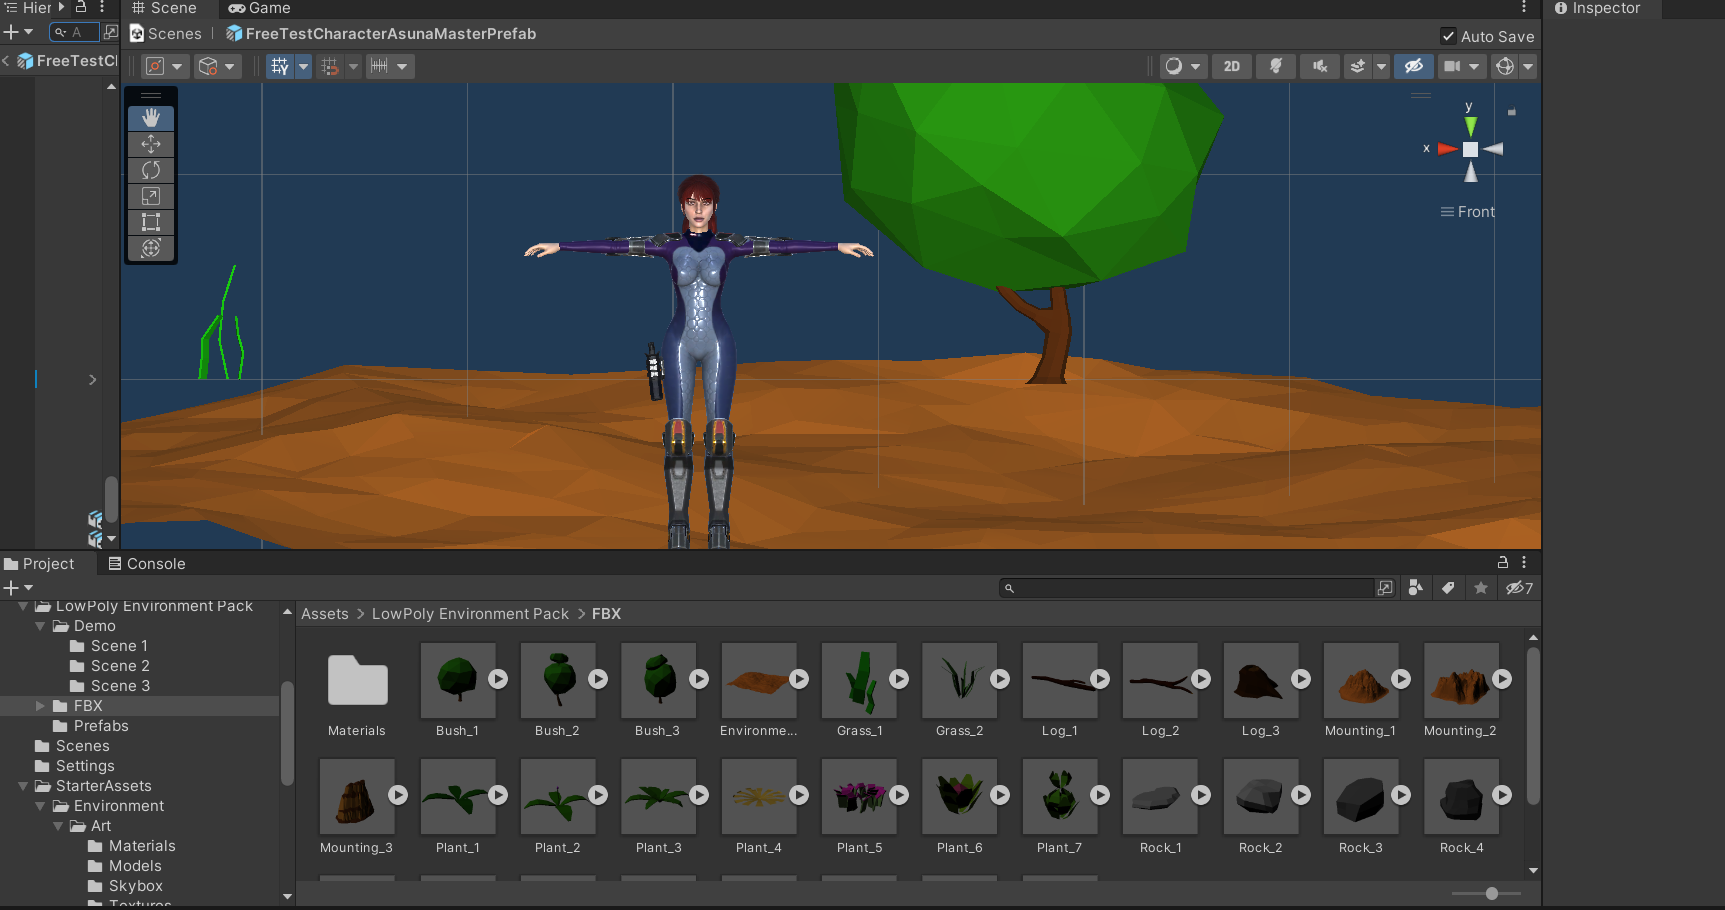 Hier
Scene
Game
Inspector
A
Scenes
FreeTestCharacterAsunaMasterPrefab
Auto Save
FreeTestCl
2D
y
x
Front
Project
Console
7
LowPoly Environment Pack
Demo
Scene 1
Scene 2
Scene 3
FBX
Prefabs
Scenes
Settings
StarterAssets
Environment
Art
Materials
Models
Skybox
Textures
Assets > LowPoly Environment Pack > FBX
Materials Bush_1 Bush_2 Bush_3 Environme... Grass_1 Grass_2 Log_1 Log_2 Log_3 Mounting_1 Mounting_2
Mounting_3 Plant_1 Plant_2 Plant_3 Plant_4 Plant_5 Plant_6 Plant_7 Rock_1 Rock_2 Rock_3 Rock_4